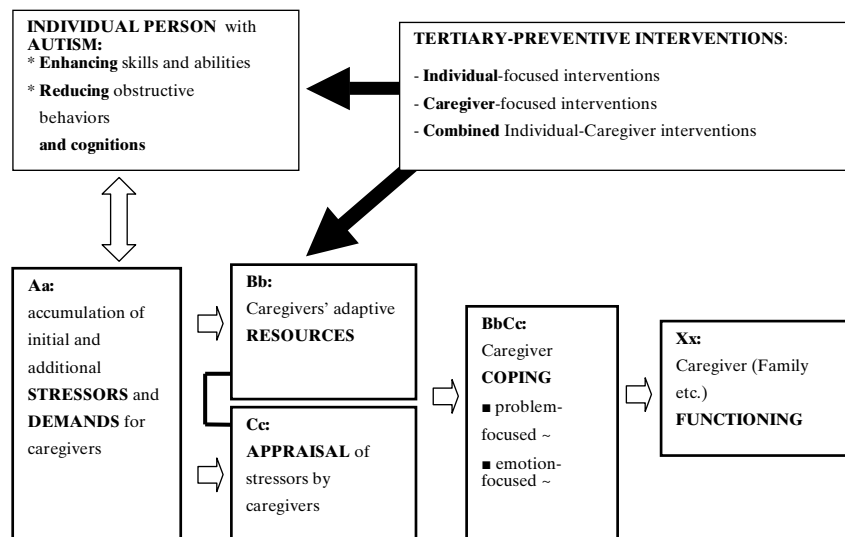 INDIVIDUAL PERSON with
AUTISM:
* Enhancing skills and abilities
* Reducing obstructive
behaviors
and cognitions
TERTIARY-PREVENTIVE INTERVENTIONS:
- Individual-focused interventions
- Caregiver-focused interventions
- Combined Individual-Caregiver interventions
Aa:
accumulation of
initial and
additional
STRESSORS and
DEMANDS for
caregivers
Bb:
Caregivers’ adaptive
RESOURCES
Cc:
APPRAISAL of
stressors by
caregivers
BbCc:
Caregiver
COPING
■ problem-
focused ~
■ emotion-
focused ~
Xx:
Caregiver (Family
etc.)
FUNCTIONING